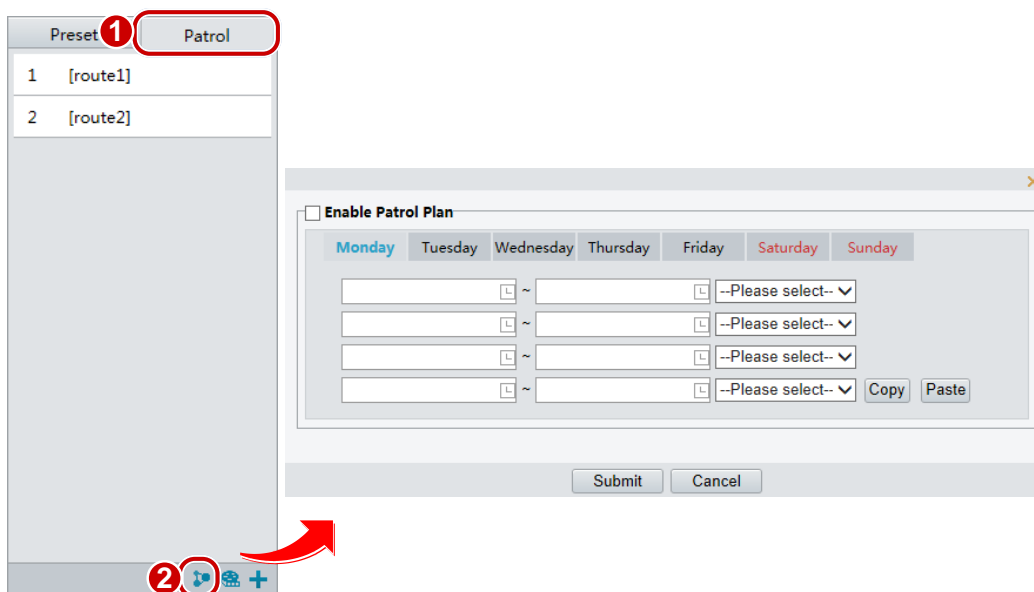 Preset 1 Patrol
1 [route1]
2 [route2]
Enable Patrol Plan
Monday Tuesday Wednesday Thursday Friday Saturday Sunday
~ --Please select--
~ --Please select--
~ --Please select--
~ --Please select-- Copy Paste
Submit Cancel
2